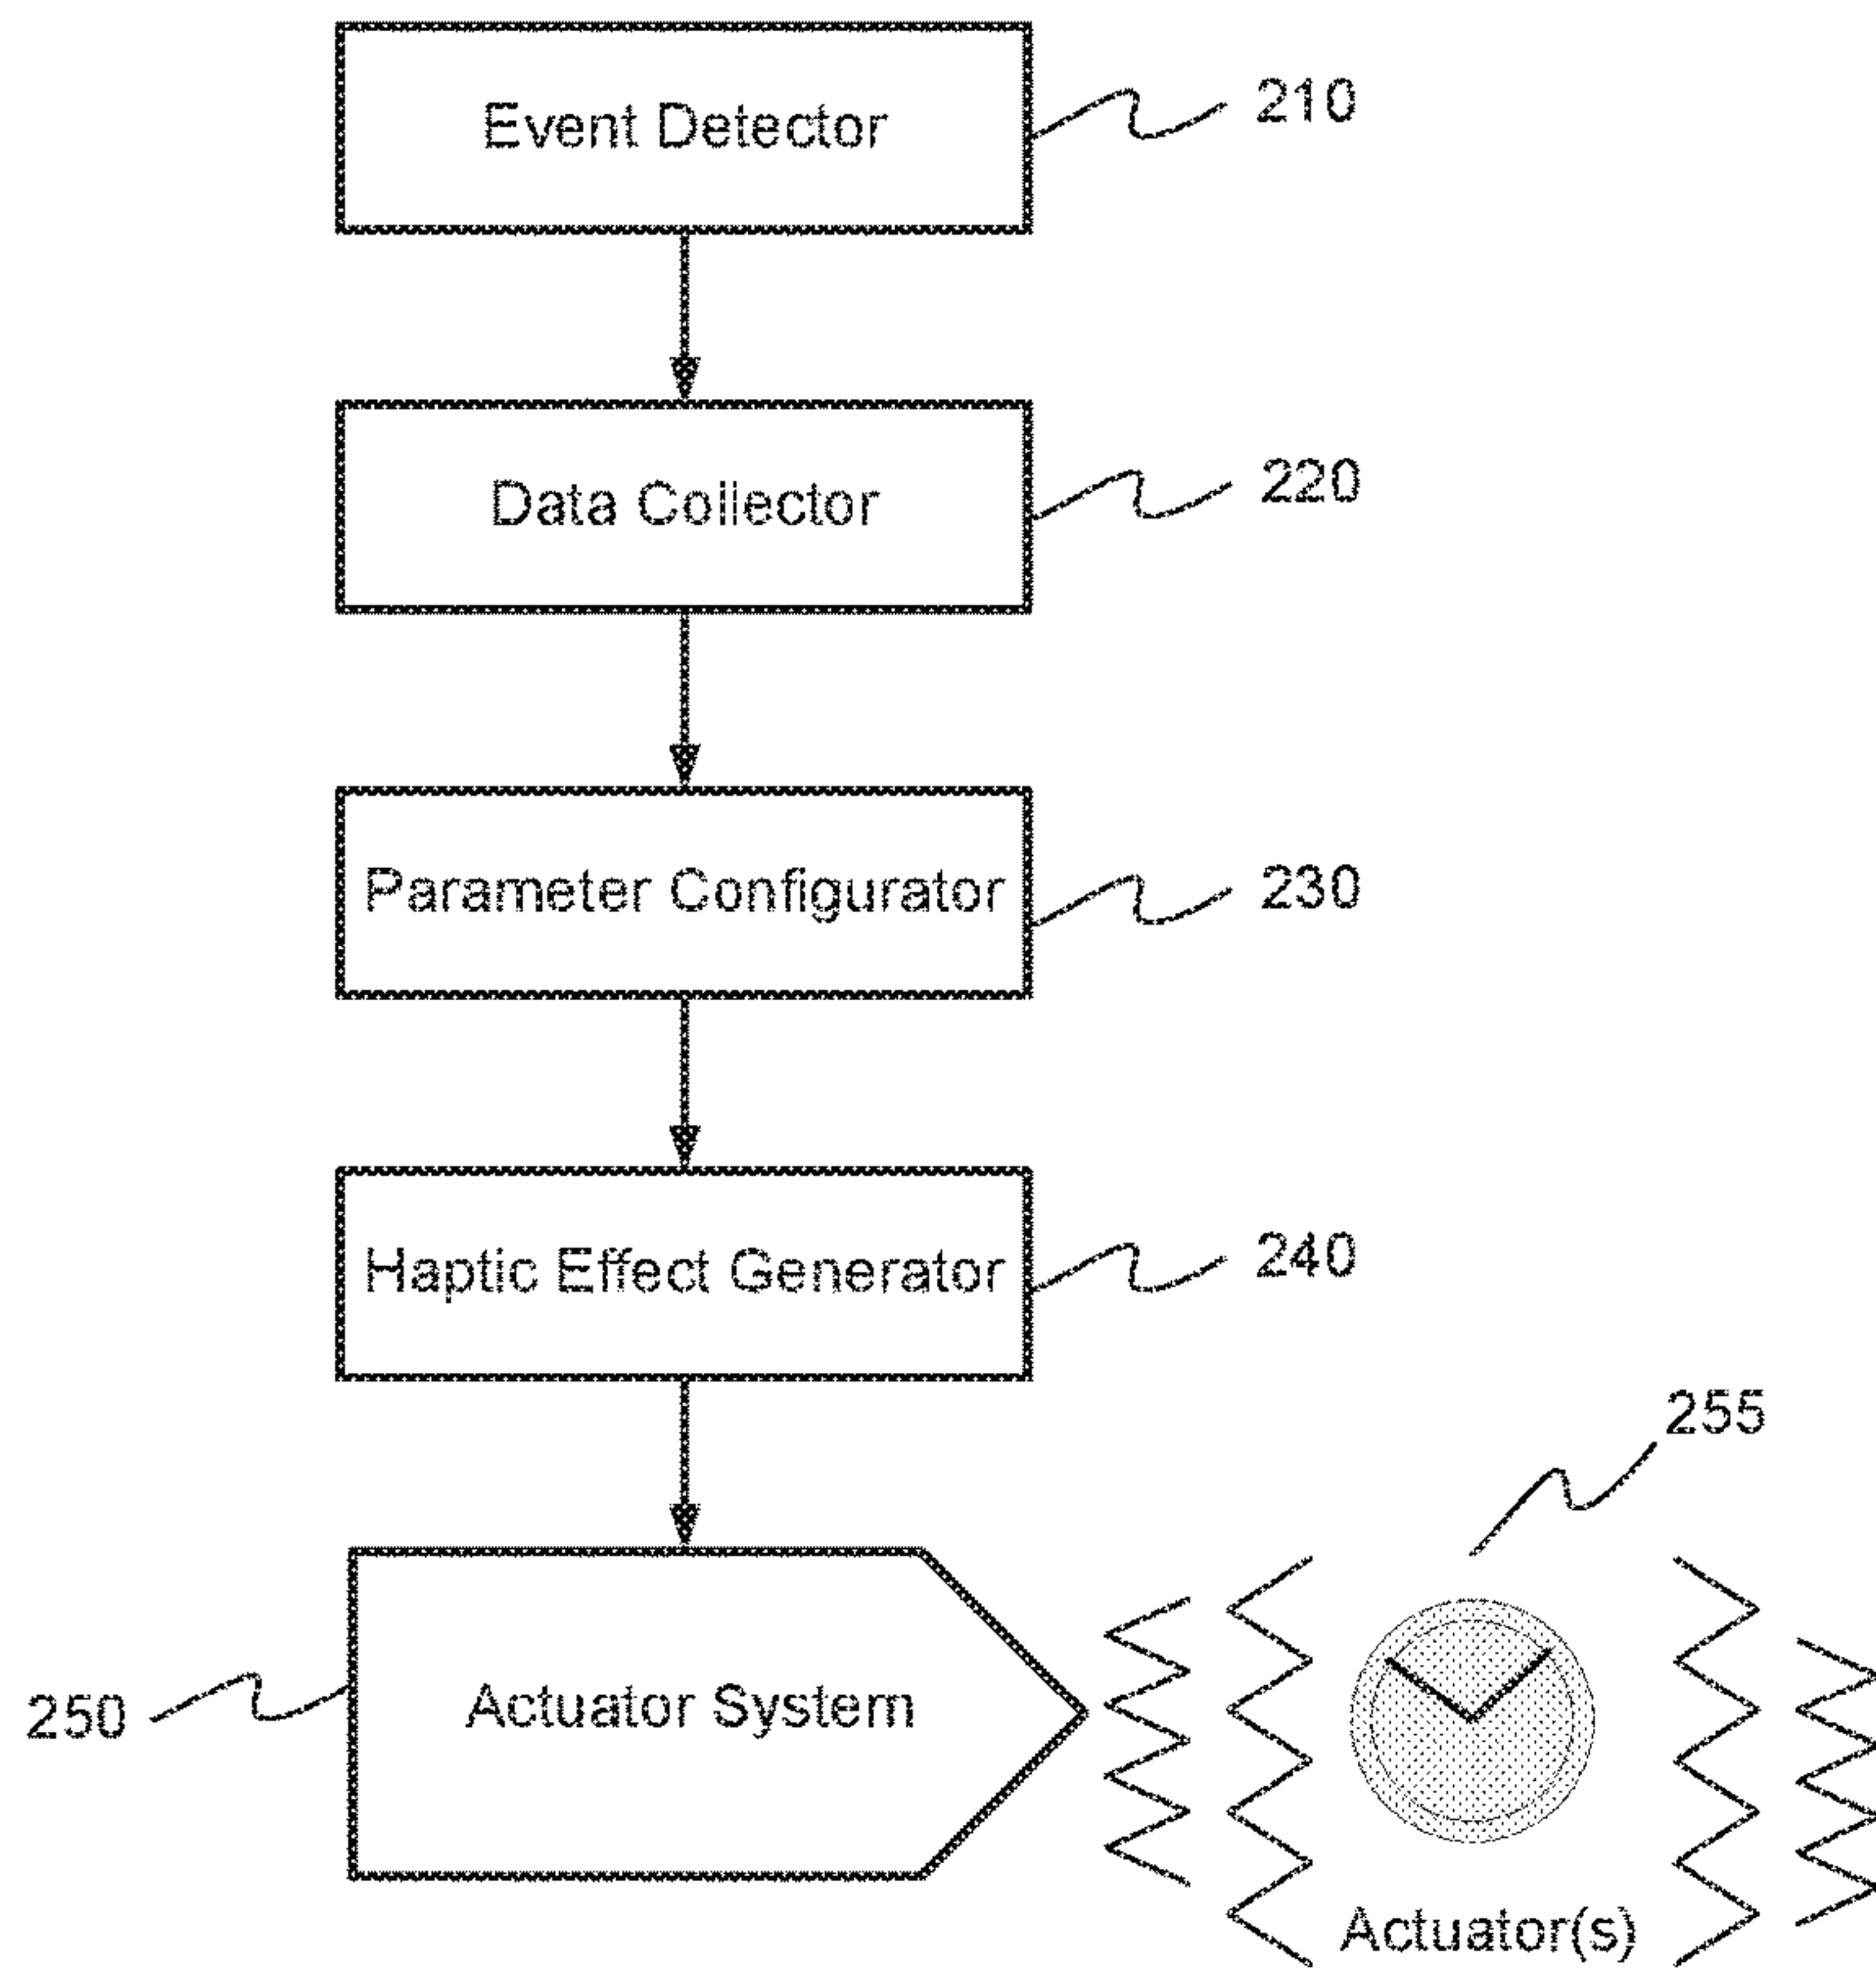 Event Detector
210
Data Collector
220
Parameter Configurator
230
Haptic Effect Generator
240
255
250
Actuator System
Actuator(s)